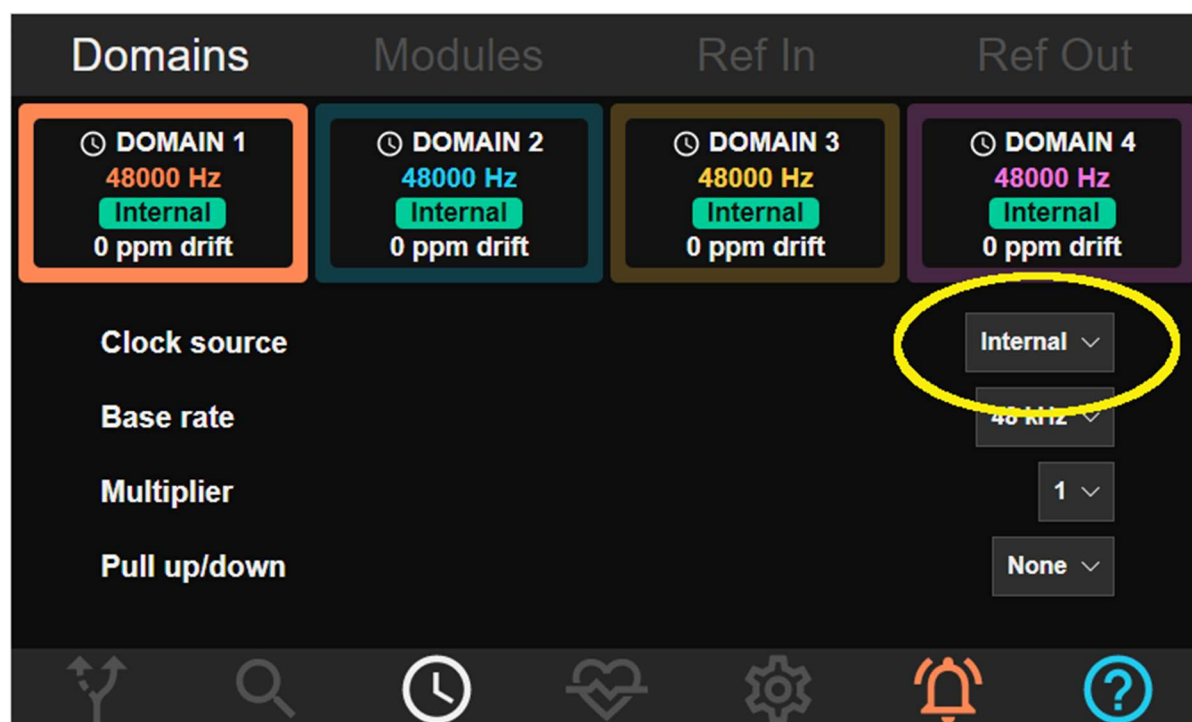 Domains Modules Ref In Ref Out
DOMAIN 1 DOMAIN 2 DOMAIN 3 DOMAIN 4
48000 Hz 48000 Hz 48000 Hz 48000 Hz
Internal Internal Internal Internal
0 ppm drift 0 ppm drift 0 ppm drift 0 ppm drift
Clock source Internal
Base rate 48 kHz
Multiplier 1
Pull up/down None
?